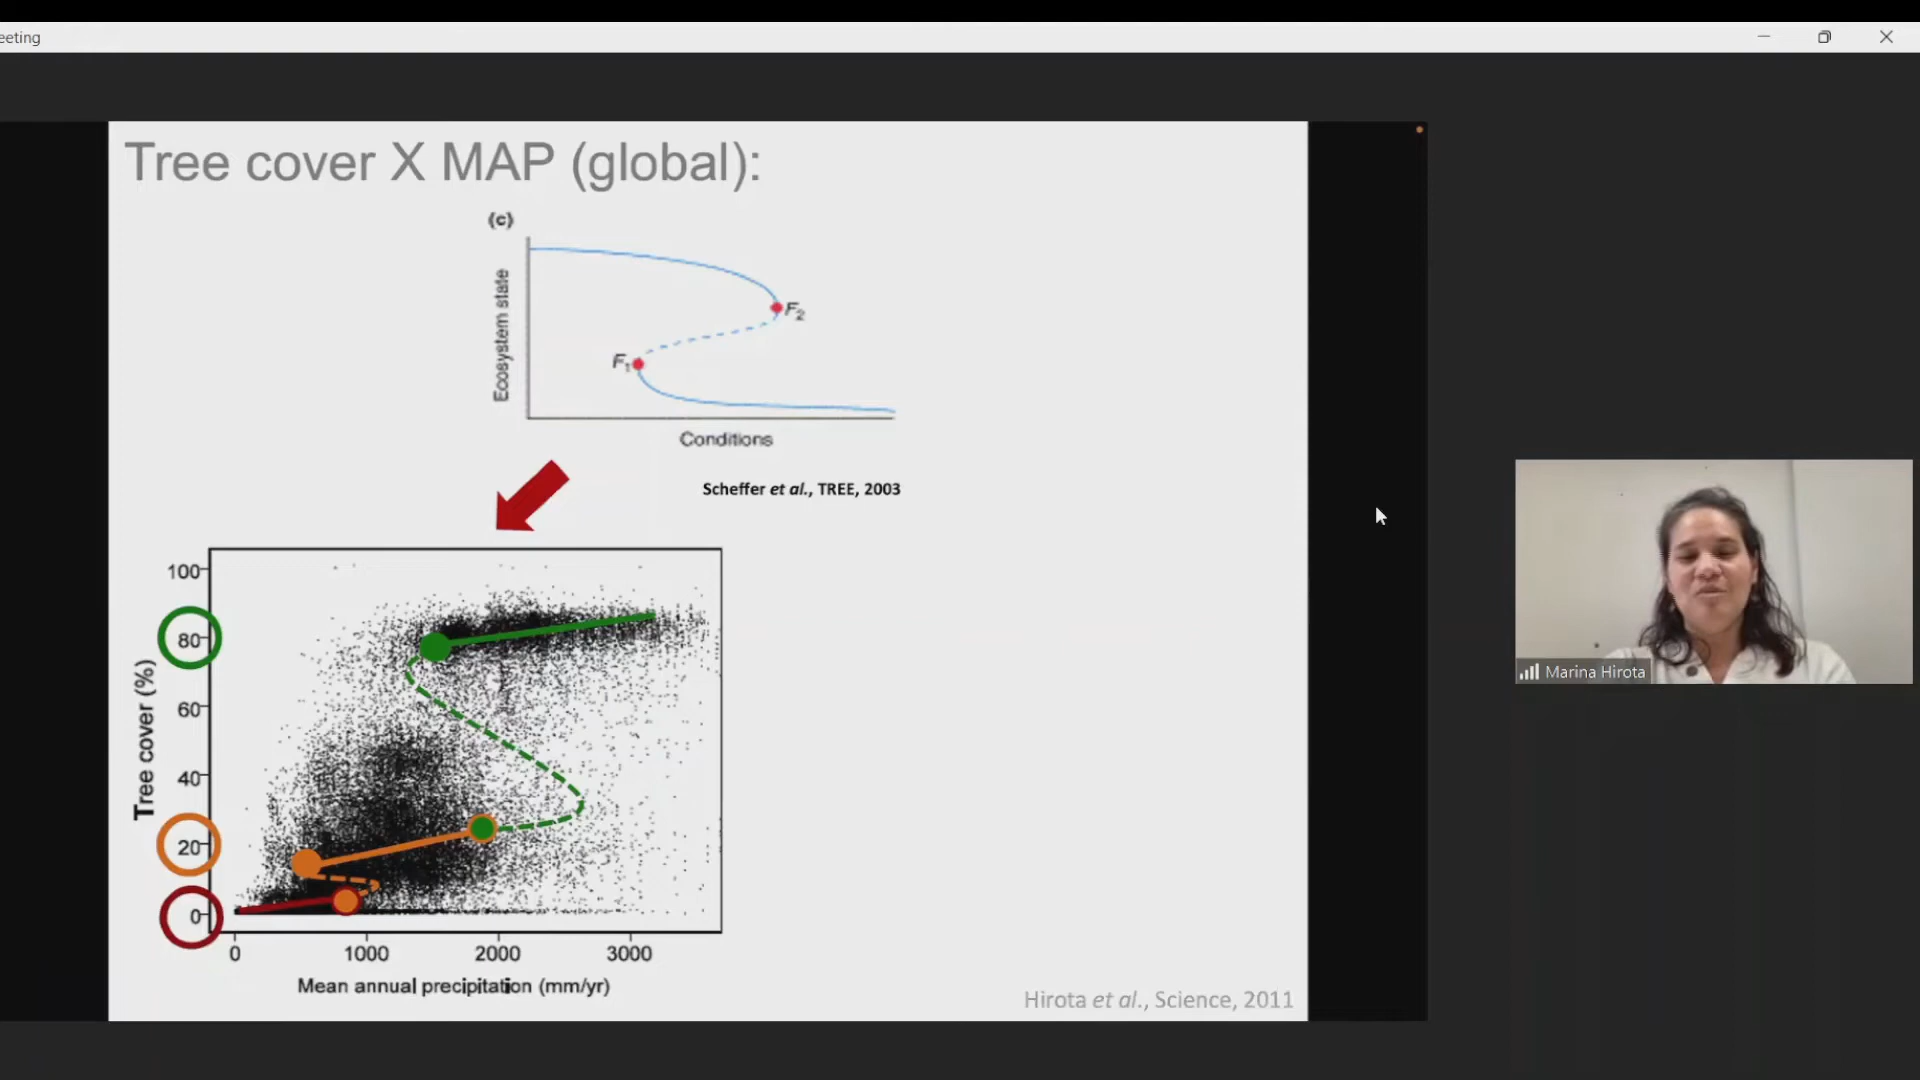 eeting
Tree cover X MAP (global):
(c)
Ecosystem state
F2
F1
Conditions
Scheffer et al., TREE, 2003
100
80
60
40
20
0
Tree cover (%)
0 1000 2000 3000
Mean annual precipitation (mm/yr)
Hirota et al., Science, 2011
Marina Hirota